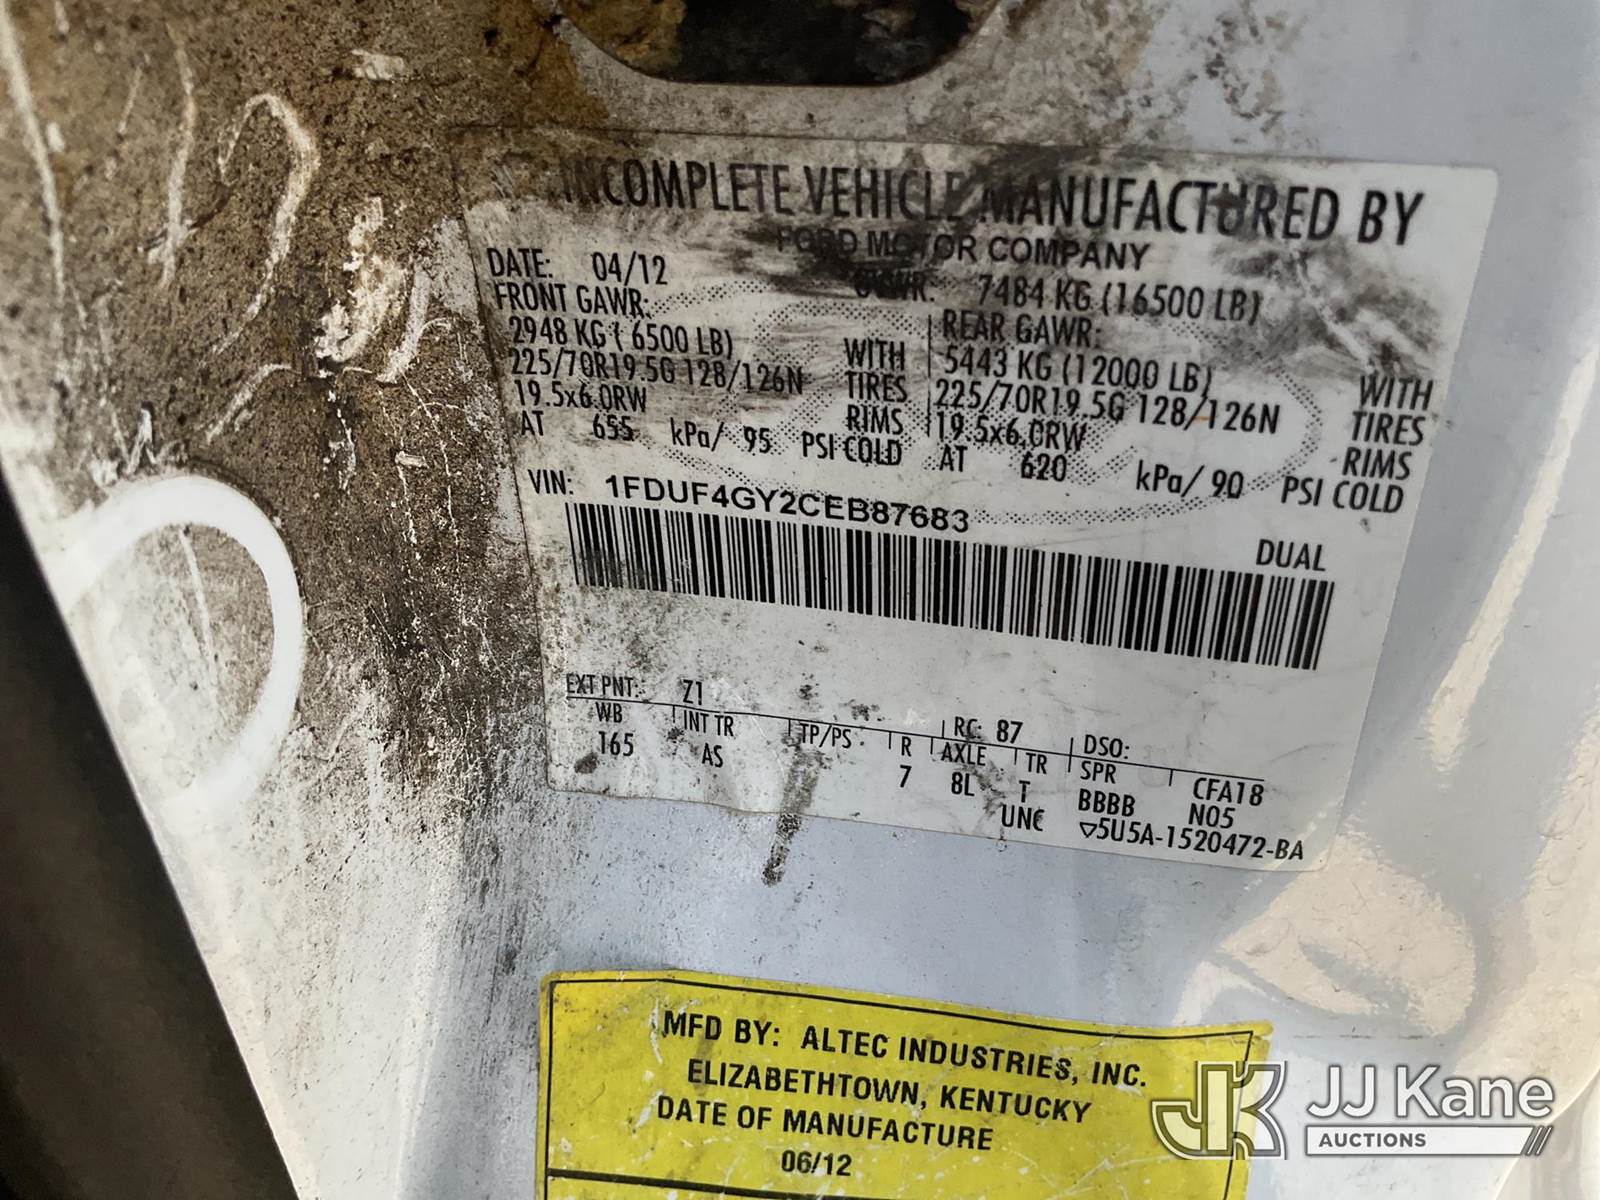 INCOMPLETE VEHICLE MANUFACTURED BY
FORD MOTOR COMPANY
DATE: 04/12 GVWR: 7484 KG (16500 LB)
FRONT GAWR: REAR GAWR:
2948 KG ( 6500 LB) WITH 5443 KG (12000 LB) WITH
225/70R19.5G 128/126N TIRES 225/70R19.5G 128/126N TIRES
19.5x6.0RW RIMS 19.5x6.0RW RIMS
AT 655 kPa/ 95 PSI COLD AT 620 kPa/ 90 PSI COLD
VIN: 1FDUF4GY2CEB87683
DUAL
EXT PNT: Z1 RC: 87 DSO:
WB INT TR TP/PS R AXLE TR SPR CFA18
165 AS 7 8L T BBBB N05
UNC ▽5U5A-1520472-BA
MFD BY: ALTEC INDUSTRIES, INC.
ELIZABETHTOWN, KENTUCKY
DATE OF MANUFACTURE
06/12
JK JJ Kane
AUCTIONS